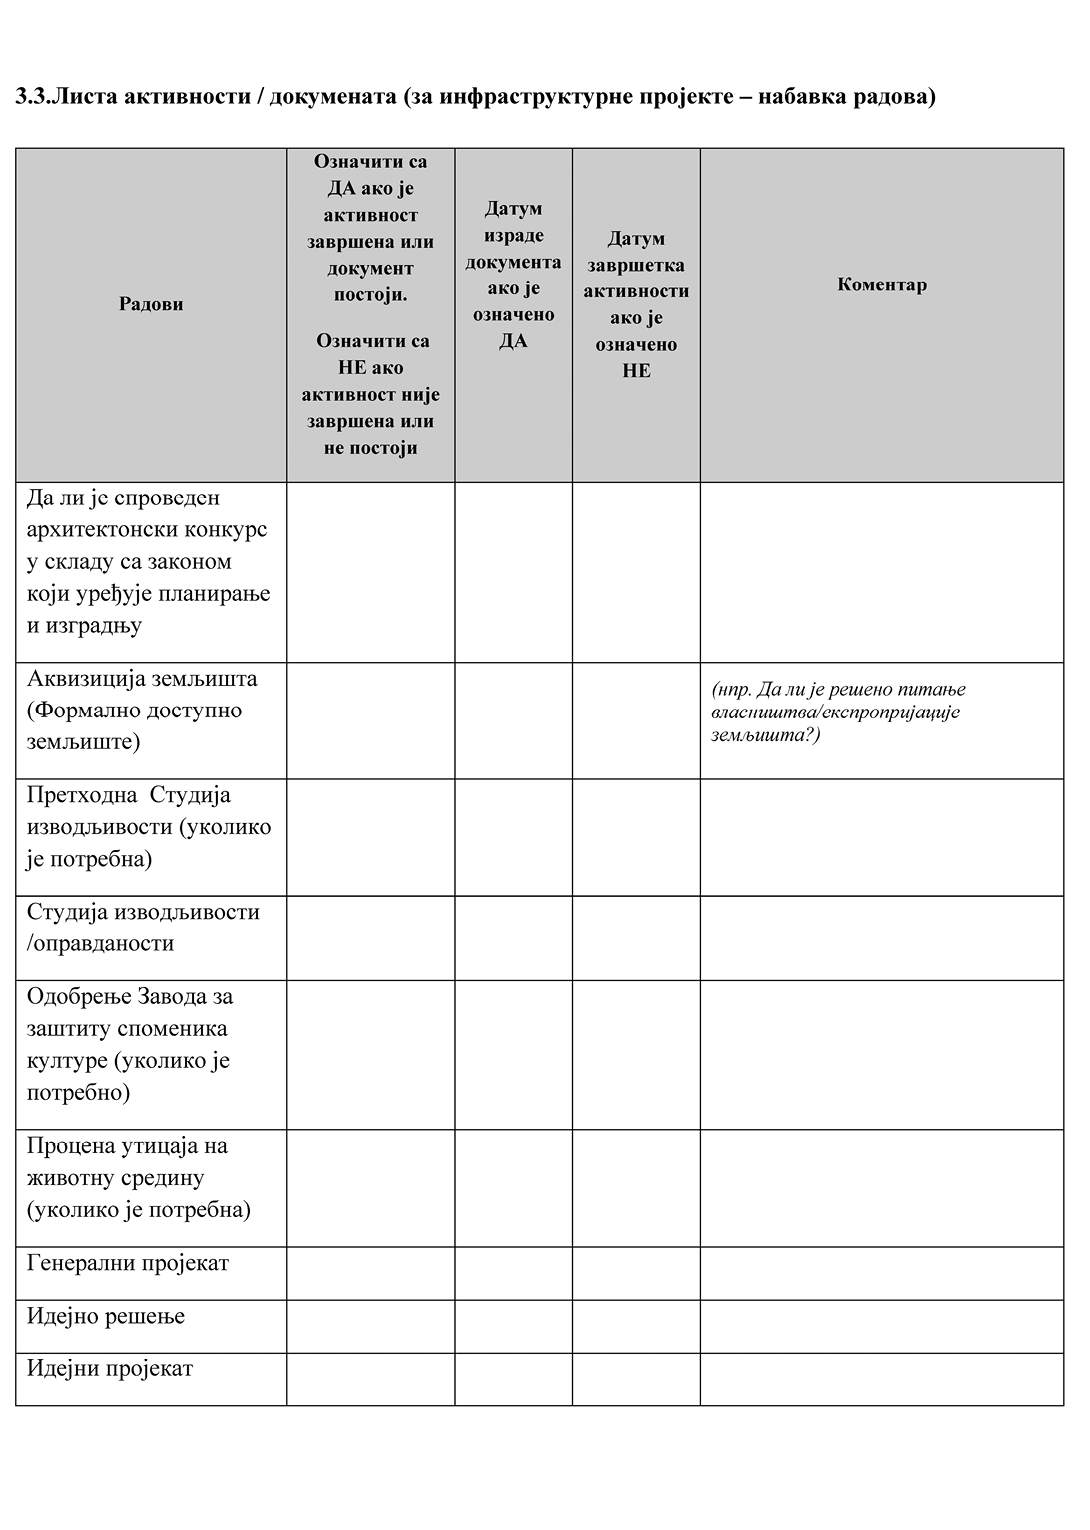 3.3.Листа активности / докумената (за инфраструктурне пројекте – набавка радова)
Радови
Означити са
ДА ако је
активност
завршена или
документ
постоји.
Означити са
НЕ ако
активност није
завршена или
не постоји
Датум
израде
документа
ако је
означено
ДА
Датум
завршетка
активности
ако је
означено
НЕ
Коментар
Да ли је спроведен
архитектонски конкурс
у складу са законом
који уређује планирање
и изградњу
Аквизиција земљишта
(Формално доступно
земљиште)
(нпр. Да ли је решено питање
власништва/експропријације
земљишта?)
Претходна  Студија
изводљивости (уколико
је потребна)
Студија изводљивости
/оправданости
Одобрење Завода за
заштиту споменика
културе (уколико је
потребно)
Процена утицаја на
животну средину
(уколико је потребна)
Генерални пројекат
Идејно решење
Идејни пројекат